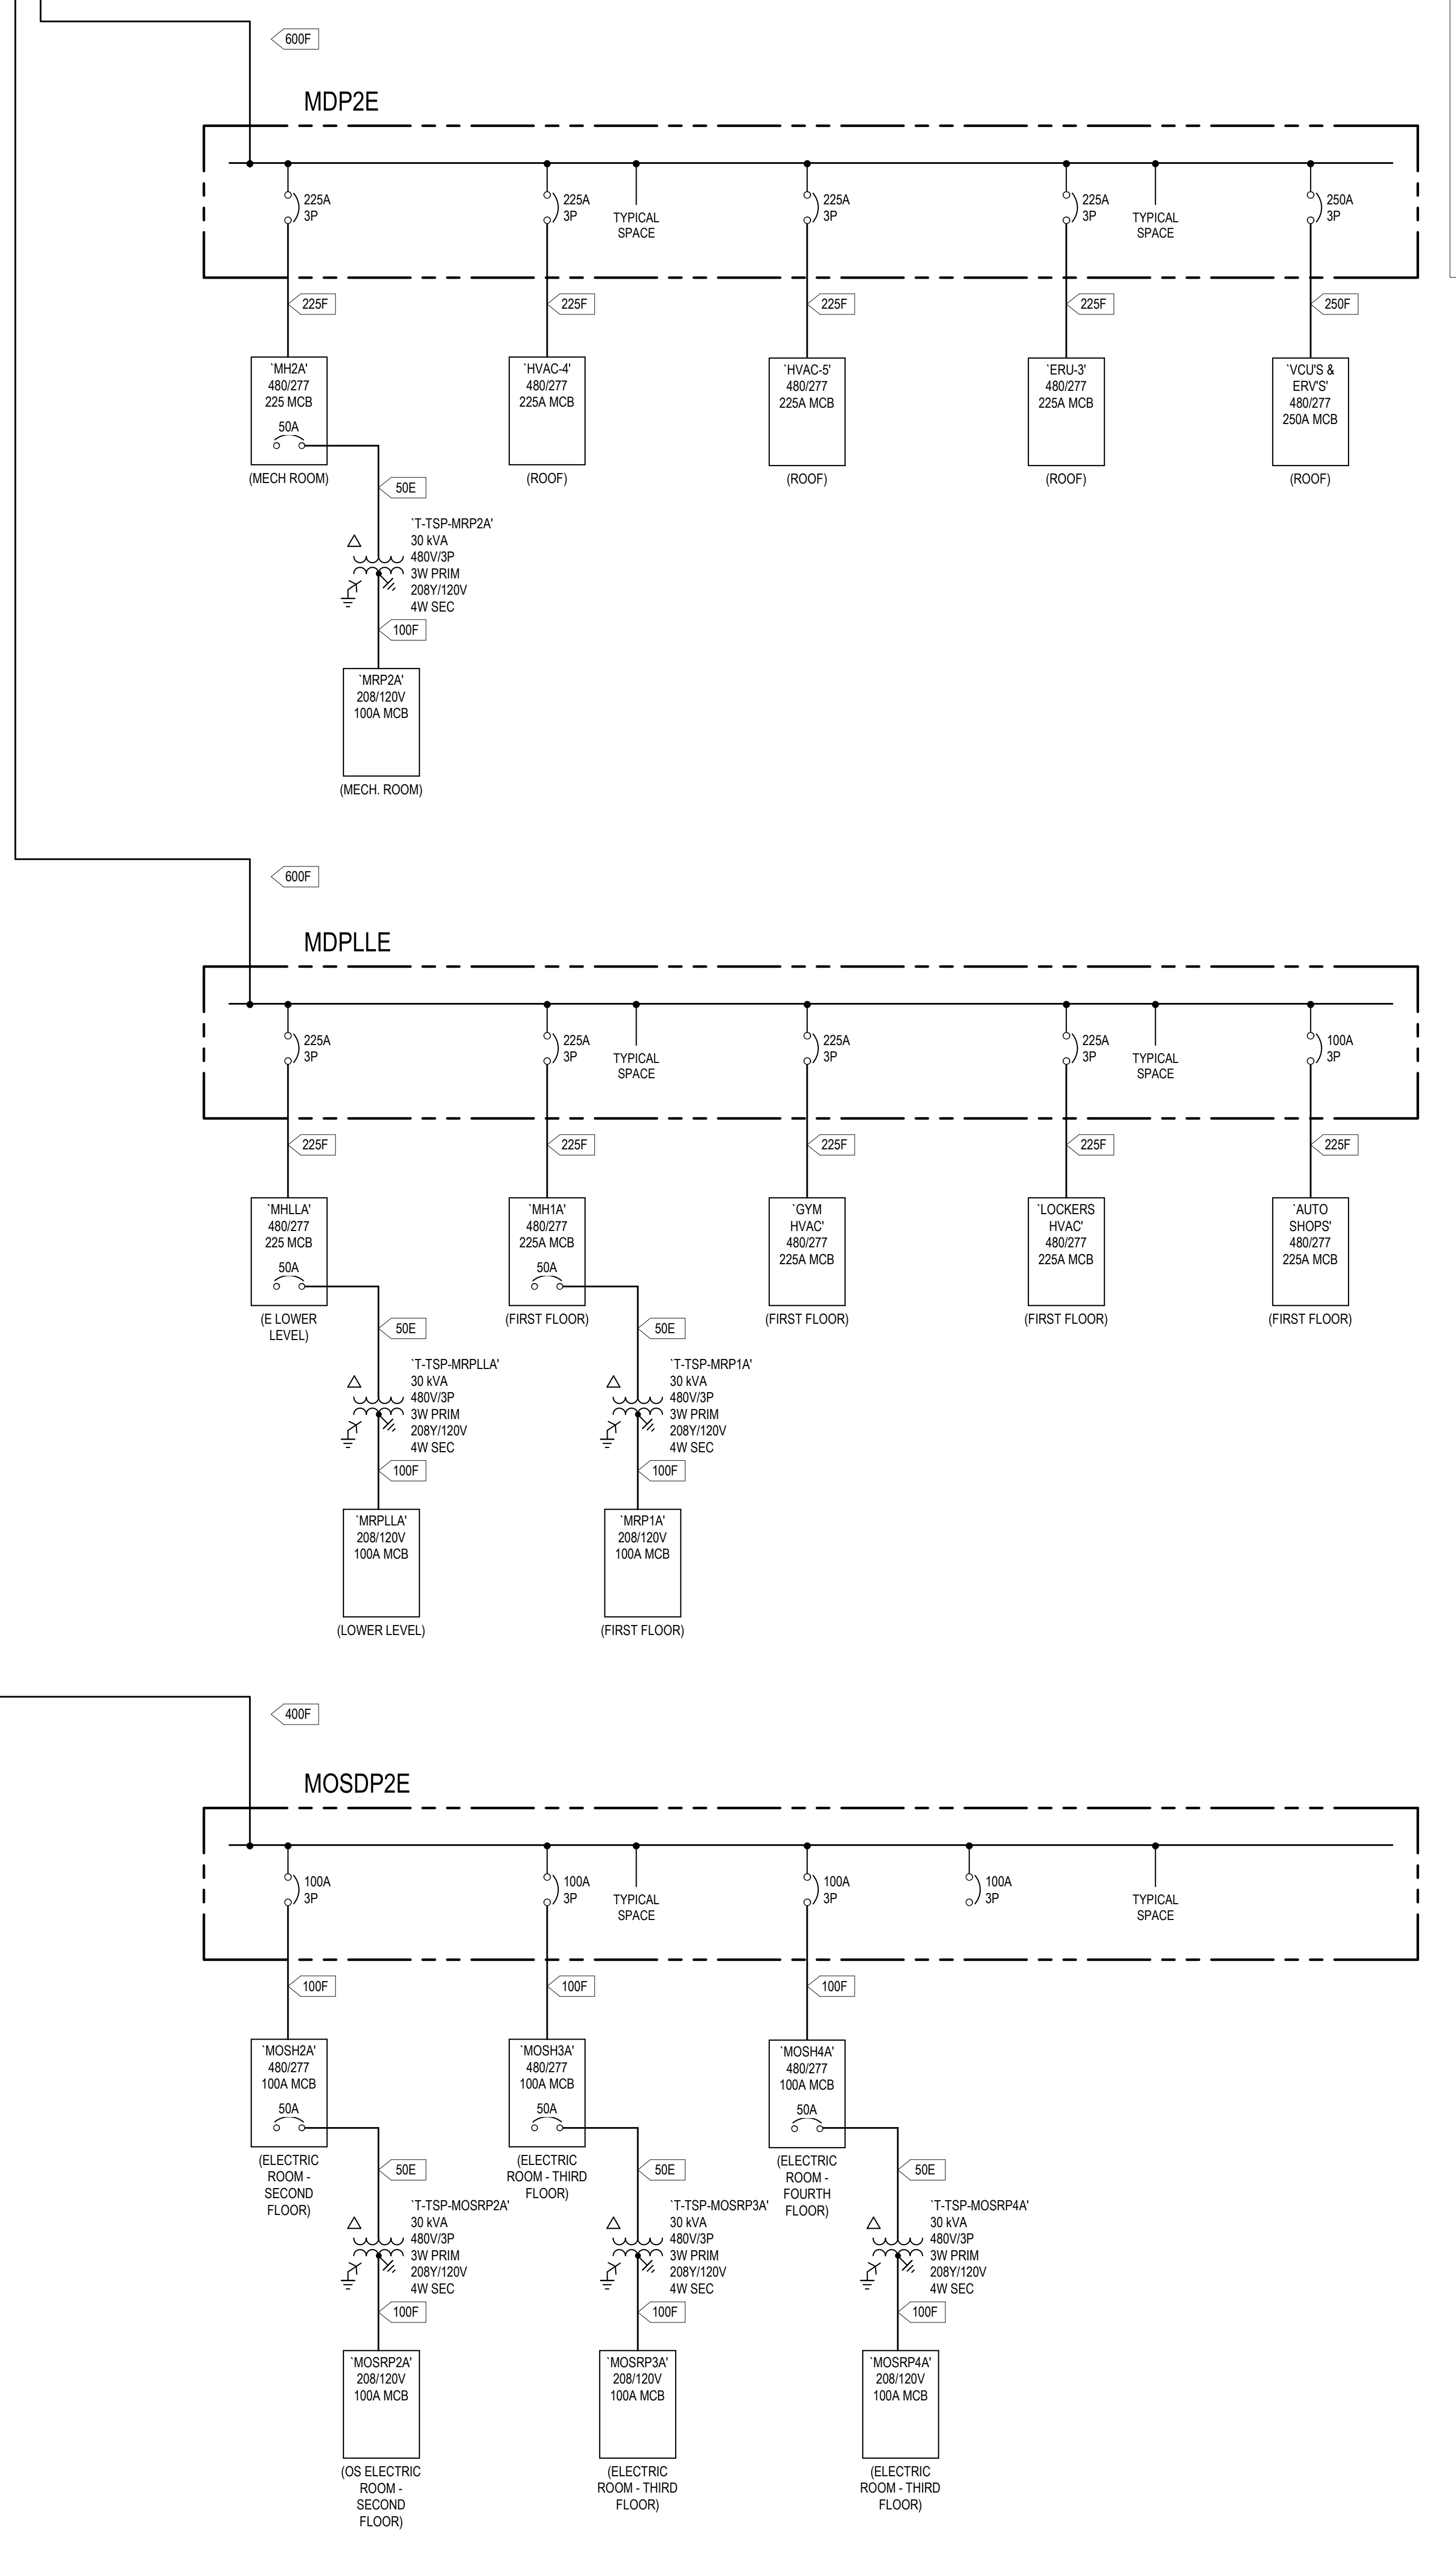 600F
MDP2E
225A
3P
225A
3P
TYPICAL
SPACE
225A
3P
225A
3P
TYPICAL
SPACE
250A
3P
225F
225F
225F
225F
250F
`MH2A'
480/277
225 MCB
50A
(MECH ROOM)
`HVAC-4'
480/277
225A MCB
(ROOF)
`HVAC-5'
480/277
225A MCB
(ROOF)
`ERU-3'
480/277
225A MCB
(ROOF)
`VCU'S &
ERV'S'
480/277
250A MCB
(ROOF)
50E
`T-TSP-MRP2A'
30 kVA
480V/3P
3W PRIM
208Y/120V
4W SEC
100F
`MRP2A'
208/120V
100A MCB
(MECH. ROOM)
600F
MDPLLE
225A
3P
225A
3P
TYPICAL
SPACE
225A
3P
225A
3P
TYPICAL
SPACE
100A
3P
225F
225F
225F
225F
225F
`MHLLA'
480/277
225 MCB
50A
(E LOWER
LEVEL)
`MH1A'
480/277
225A MCB
50A
(FIRST FLOOR)
`GYM
HVAC'
480/277
225A MCB
(FIRST FLOOR)
`LOCKERS
HVAC'
480/277
225A MCB
(FIRST FLOOR)
`AUTO
SHOPS'
480/277
225A MCB
(FIRST FLOOR)
50E
`T-TSP-MRPLLA'
30 kVA
480V/3P
3W PRIM
208Y/120V
4W SEC
100F
50E
`T-TSP-MRP1A'
30 kVA
480V/3P
3W PRIM
208Y/120V
4W SEC
100F
`MRPLLA'
208/120V
100A MCB
(LOWER LEVEL)
`MRP1A'
208/120V
100A MCB
(FIRST FLOOR)
400F
MOSDP2E
100A
3P
100A
3P
TYPICAL
SPACE
100A
3P
100A
3P
TYPICAL
SPACE
100F
100F
100F
`MOSH2A'
480/277
100A MCB
50A
(ELECTRIC
ROOM -
SECOND
FLOOR)
`MOSH3A'
480/277
100A MCB
50A
(ELECTRIC
ROOM - THIRD
FLOOR)
`MOSH4A'
480/277
100A MCB
50A
(ELECTRIC
ROOM -
FOURTH
FLOOR)
50E
`T-TSP-MOSRP2A'
30 kVA
480V/3P
3W PRIM
208Y/120V
4W SEC
100F
50E
`T-TSP-MOSRP3A'
30 kVA
480V/3P
3W PRIM
208Y/120V
4W SEC
100F
50E
`T-TSP-MOSRP4A'
30 kVA
480V/3P
3W PRIM
208Y/120V
4W SEC
100F
`MOSRP2A'
208/120V
100A MCB
(OS ELECTRIC
ROOM -
SECOND
FLOOR)
`MOSRP3A'
208/120V
100A MCB
(ELECTRIC
ROOM - THIRD
FLOOR)
`MOSRP4A'
208/120V
100A MCB
(ELECTRIC
ROOM - THIRD
FLOOR)